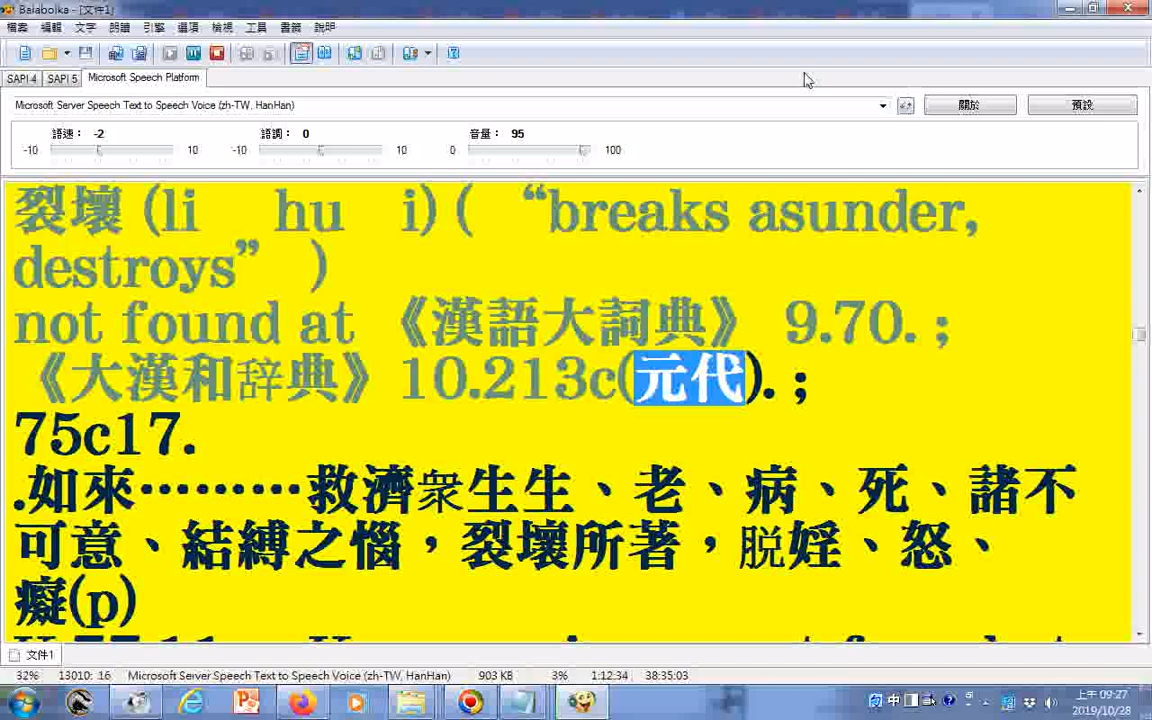 Balabolka - [文件1]
檔案 編輯 文字 朗讀 引擎 選項 檢視 工具 書籤 說明
SAPI 4 SAPI 5 Microsoft Speech Platform
Microsoft Server Speech Text to Speech Voice (zh-TW, HanHan) 關於 預設
語速: -2 語調: 0 音量: 95
-10 10 -10 10 0 100
裂壞 (li hu i) ( “breaks asunder,
destroys” )
not found at 《漢語大詞典》 9.70. ;
《大漢和辞典》 10.213c(元代). ;
75c17.
.如來………救濟衆生生、老、病、死、諸不
可意、結縛之惱，裂壞所著，脱婬、怒、
癡(p)
文件1
32% 13010: 16 Microsoft Server Speech Text to Speech Voice (zh-TW, HanHan) 903 KB 3% 1:12:34 38:35:03
中 上午 09:27
2019/10/28